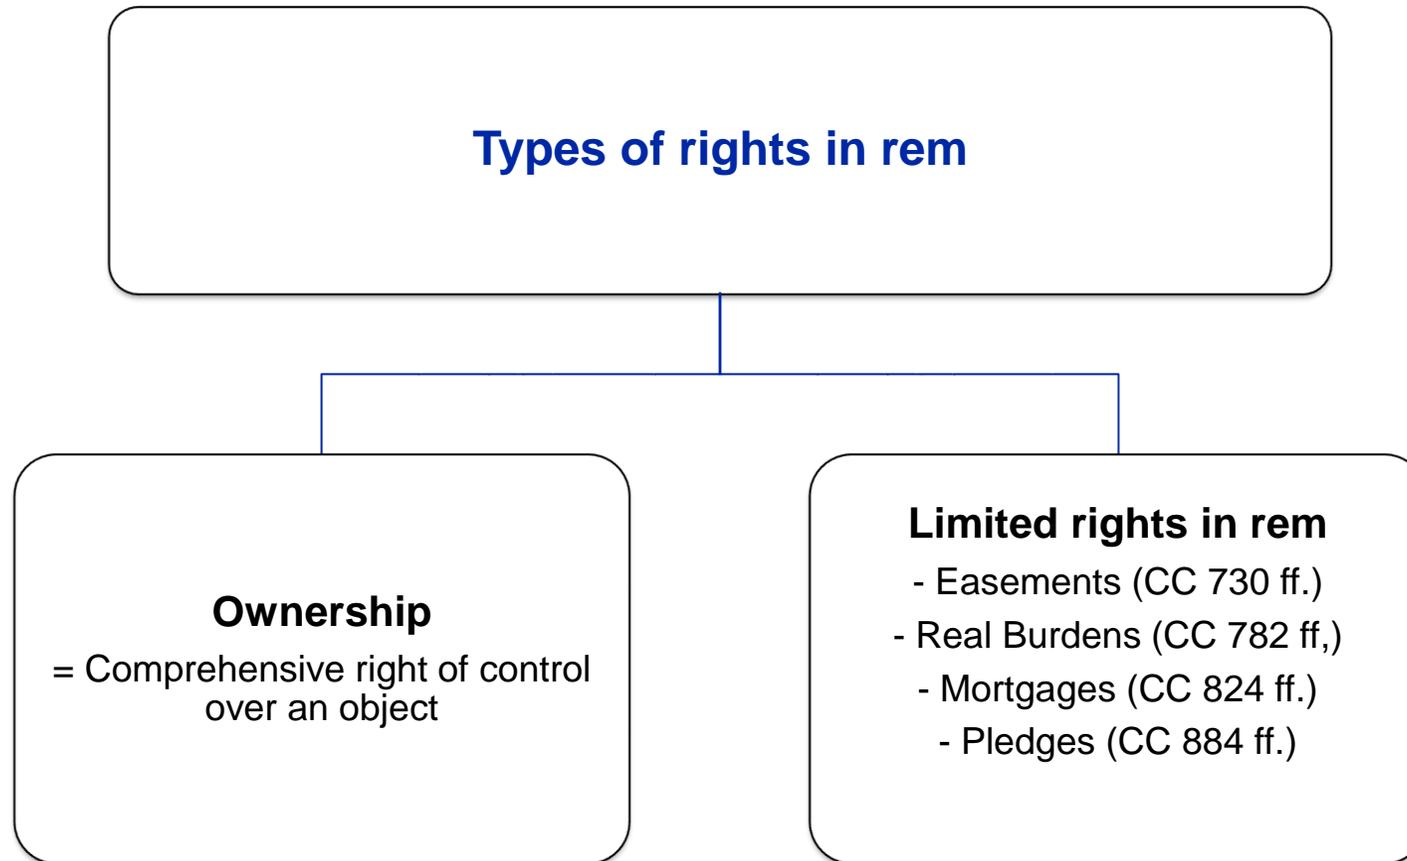 Types of rights in rem
Ownership
= Comprehensive right of control
over an object
Limited rights in rem
- Easements (CC 730 ff.)
- Real Burdens (CC 782 ff,)
- Mortgages (CC 824 ff.)
- Pledges (CC 884 ff.)